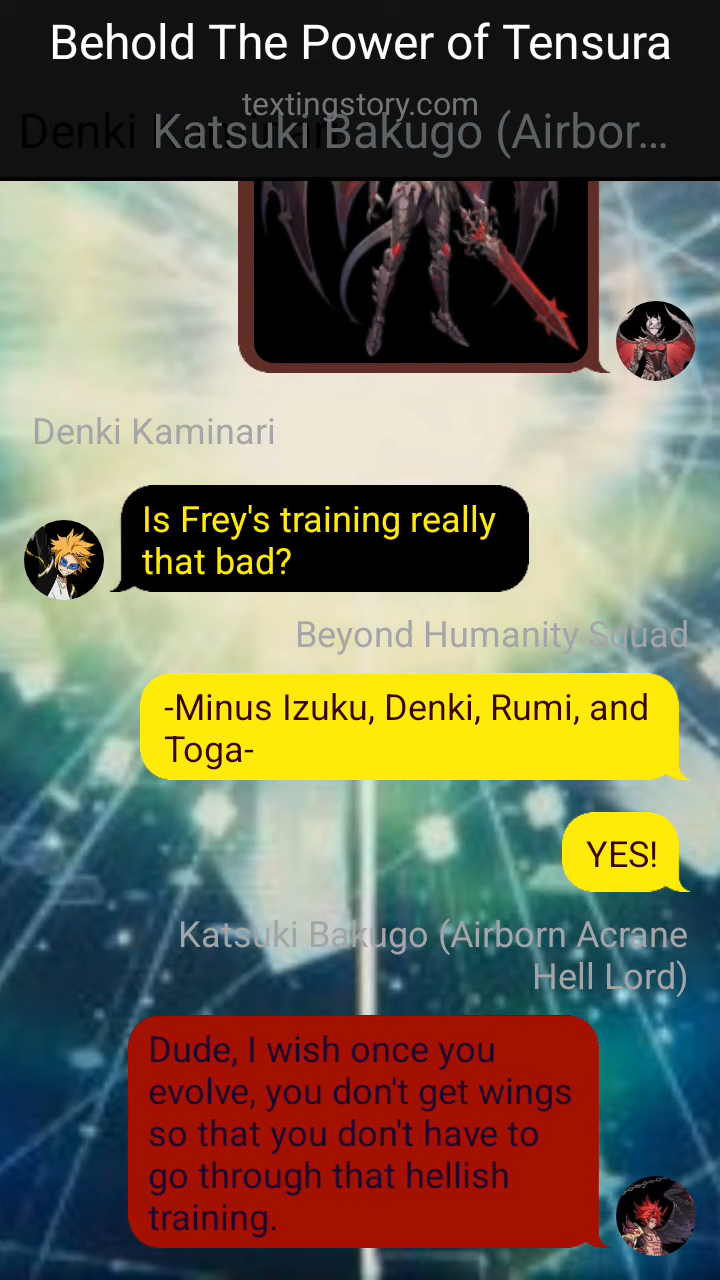 Behold The Power of Tensura
textingstory.com
Denki Katsuki Bakugo (Airbor...
Denki Kaminari
Is Frey's training really
that bad?
Beyond Humanity Squad
-Minus Izuku, Denki, Rumi, and
Toga-
YES!
Katsuki Bakugo (Airborn Acrane
Hell Lord)
Dude, I wish once you
evolve, you don't get wings
so that you don't have to
go through that hellish
training.